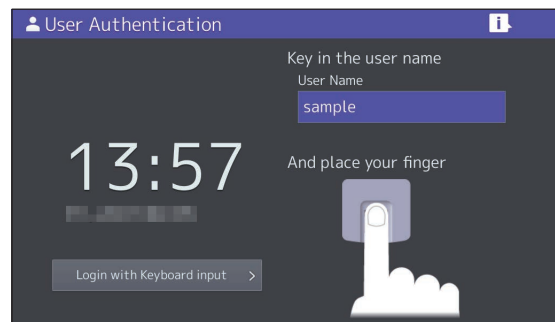 User Authentication
Key in the user name
User Name
sample
13:57
And place your finger
Login with Keyboard input